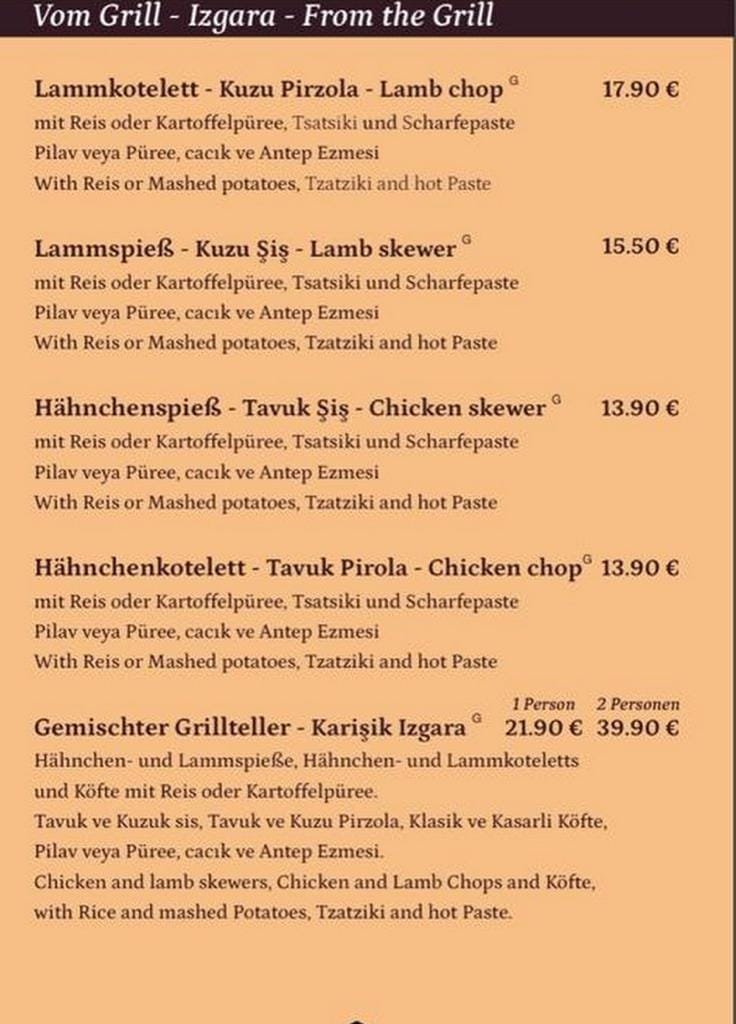 Vom Grill - Izgara - From the Grill
Lammkotelett - Kuzu Pirzola - Lamb chop G 17.90 €
mit Reis oder Kartoffelpüree, Tsatsiki und Scharfepaste
Pilav veya Püree, cacık ve Antep Ezmesi
With Reis or Mashed potatoes, Tzatziki and hot Paste
Lammspieß - Kuzu Şiş - Lamb skewer G 15.50 €
mit Reis oder Kartoffelpüree, Tsatsiki und Scharfepaste
Pilav veya Püree, cacık ve Antep Ezmesi
With Reis or Mashed potatoes, Tzatziki and hot Paste
Hähnchenspieß - Tavuk Şiş - Chicken skewer G 13.90 €
mit Reis oder Kartoffelpüree, Tsatsiki und Scharfepaste
Pilav veya Püree, cacık ve Antep Ezmesi
With Reis or Mashed potatoes, Tzatziki and hot Paste
Hähnchenkotelett - Tavuk Pirola - Chicken chop G 13.90 €
mit Reis oder Kartoffelpüree, Tsatsiki und Scharfepaste
Pilav veya Püree, cacık ve Antep Ezmesi
With Reis or Mashed potatoes, Tzatziki and hot Paste
1 Person 2 Personen
Gemischter Grillteller - Karişik Izgara G 21.90 € 39.90 €
Hähnchen- und Lammspieße, Hähnchen- und Lammkoteletts
und Köfte mit Reis oder Kartoffelpüree.
Tavuk ve Kuzuk sis, Tavuk ve Kuzu Pirzola, Klasik ve Kasarli Köfte,
Pilav veya Püree, cacık ve Antep Ezmesi.
Chicken and lamb skewers, Chicken and Lamb Chops and Köfte,
with Rice and mashed Potatoes, Tzatziki and hot Paste.